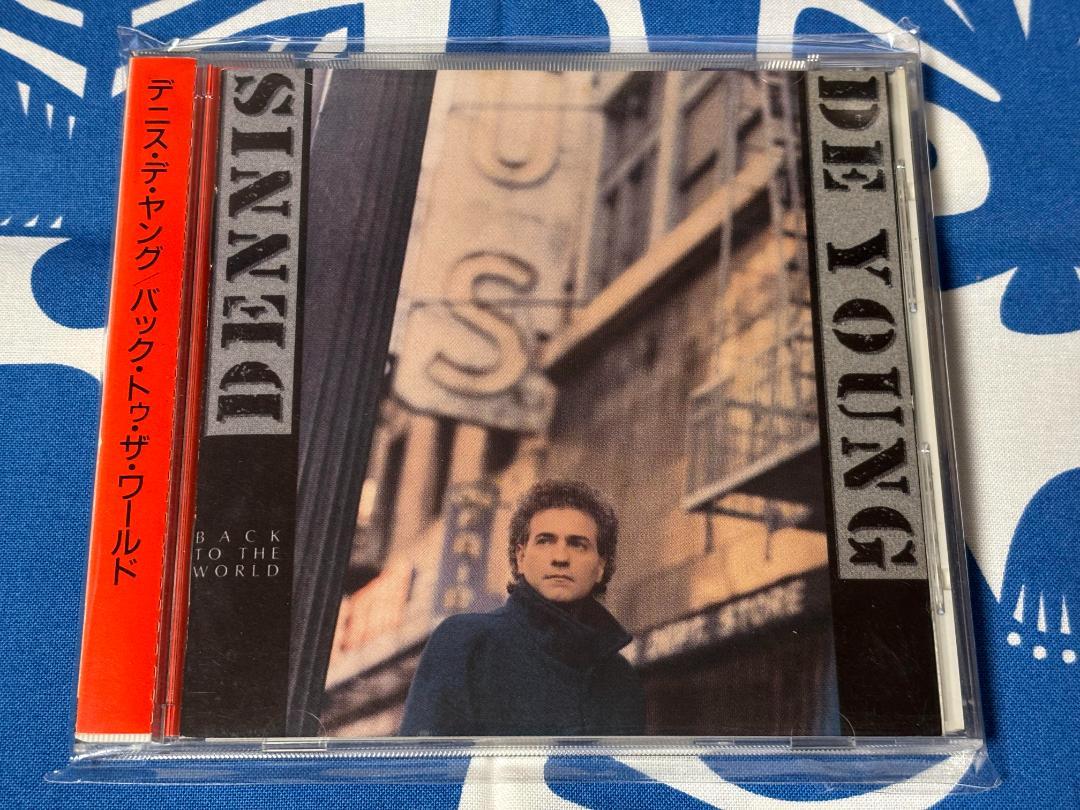 デニス・デ・ヤング/バック・トゥ・ザ・ワールド
DENNIS
DE YOUNG
BACK
TO THE
WORLD
U
S
STORE